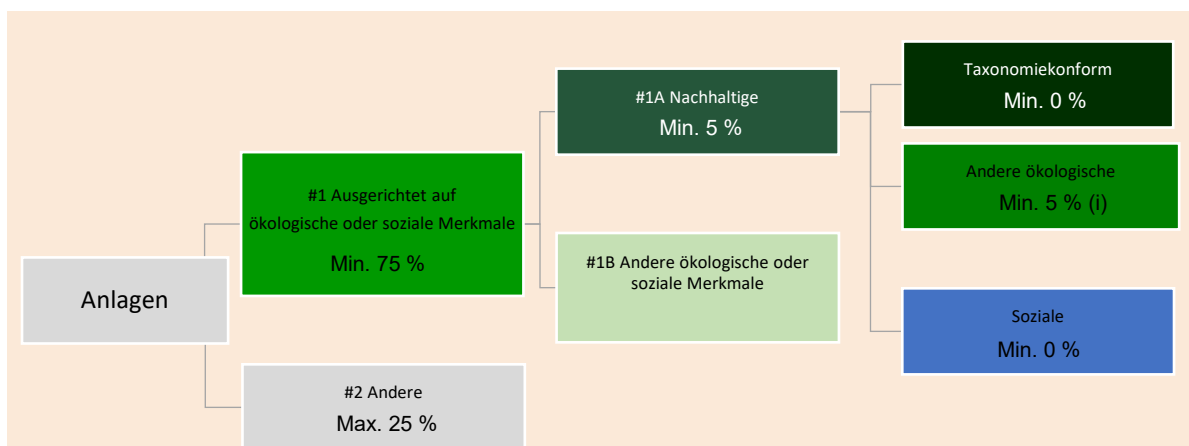 Anlagen
#1 Ausgerichtet auf
ökologische oder soziale Merkmale
Min. 75 %
#2 Andere
Max. 25 %
#1A Nachhaltige
Min. 5 %
#1B Andere ökologische oder
soziale Merkmale
Taxonomiekonform
Min. 0 %
Andere ökologische
Min. 5 % (i)
Soziale
Min. 0 %